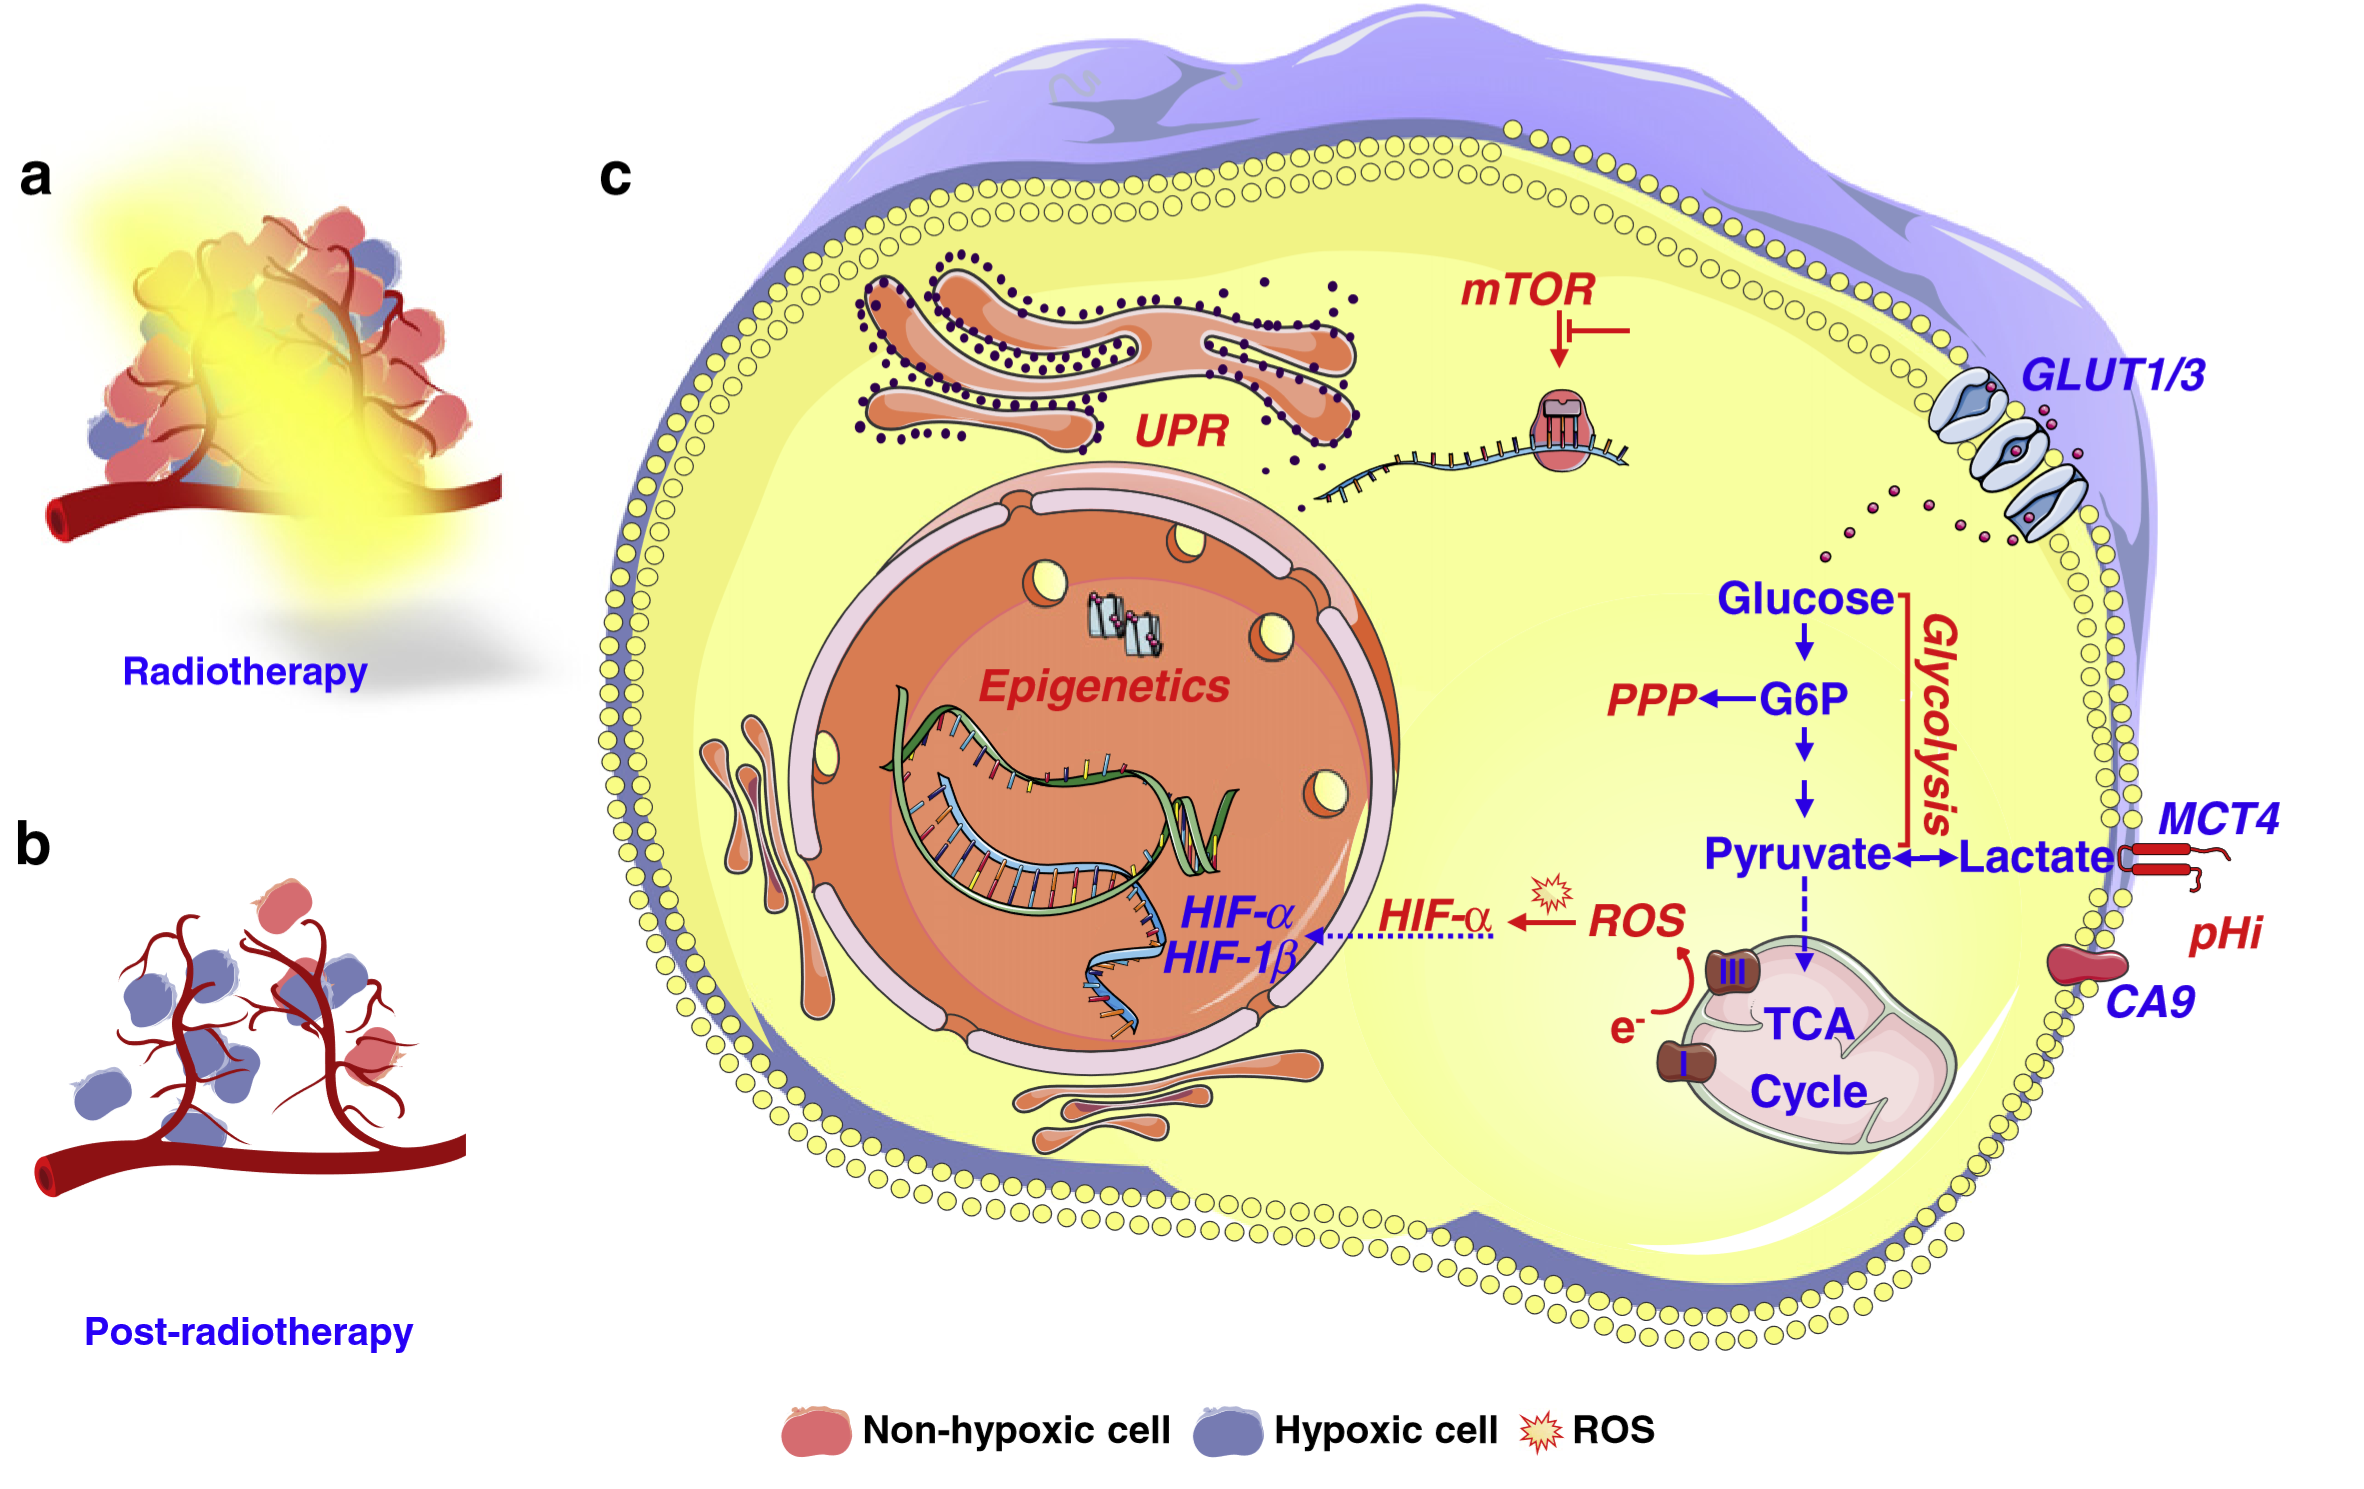 a
Radiotherapy
b
Post-radiotherapy
c
mTOR
UPR
GLUT1/3
Glucose
Glycolysis
PPP
G6P
Epigenetics
Pyruvate
Lactate
MCT4
HIF-α
HIF-1β
HIF-α
ROS
pHi
III
CA9
e-
TCA
I
Cycle
Non-hypoxic cell
Hypoxic cell
ROS